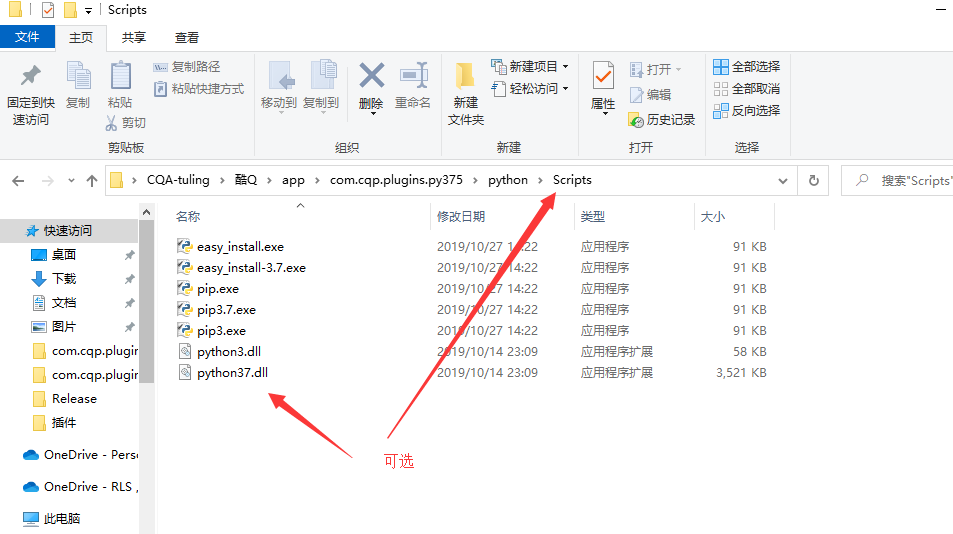 Scripts
文件 主页 共享 查看
固定到快速访问
复制
粘贴
复制路径
粘贴快捷方式
剪切
剪贴板
移动到
复制到
删除
重命名
组织
新建文件夹
新建项目
轻松访问
新建
属性
打开
编辑
历史记录
打开
全部选择
全部取消
反向选择
选择
CQA-tuling › 酷Q › app › com.cqp.plugins.py375 › python › Scripts
搜索"Scripts"
名称 修改日期 类型 大小
easy_install.exe 2019/10/27 14:22 应用程序 91 KB
easy_install-3.7.exe 2019/10/27 14:22 应用程序 91 KB
pip.exe 2019/10/27 14:22 应用程序 91 KB
pip3.7.exe 2019/10/27 14:22 应用程序 91 KB
pip3.exe 2019/10/27 14:22 应用程序 91 KB
python3.dll 2019/10/14 23:09 应用程序扩展 58 KB
python37.dll 2019/10/14 23:09 应用程序扩展 3,521 KB
快速访问
桌面
下载
文档
图片
com.cqp.plugin
com.cqp.plugin
Release
插件
OneDrive - Pers
OneDrive - RLS
此电脑
可选